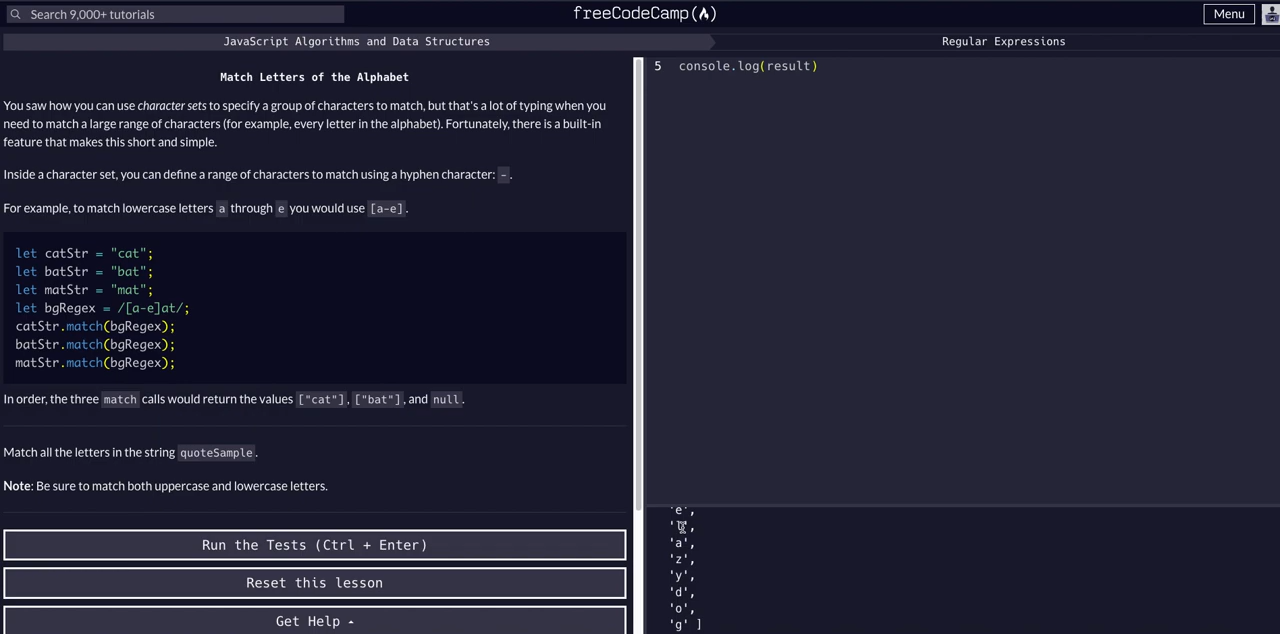 Search 9,000+ tutorials
freeCodeCamp
Menu
JavaScript Algorithms and Data Structures
Regular Expressions
Match Letters of the Alphabet
You saw how you can use character sets to specify a group of characters to match, but that's a lot of typing when you
need to match a large range of characters (for example, every letter in the alphabet). Fortunately, there is a built-in
feature that makes this short and simple.
Inside a character set, you can define a range of characters to match using a hyphen character: -.
For example, to match lowercase letters a through e you would use [a-e].
let catStr = "cat";
let batStr = "bat";
let matStr = "mat";
let bgRegex = /[a-e]at/;
catStr.match(bgRegex);
batStr.match(bgRegex);
matStr.match(bgRegex);
In order, the three match calls would return the values ["cat"], ["bat"], and null.
Match all the letters in the string quoteSample.
Note: Be sure to match both uppercase and lowercase letters.
Run the Tests (Ctrl + Enter)
Reset this lesson
Get Help
5 console.log(result)
'e',
'a',
'z',
'y',
'd',
'o',
'g' ]